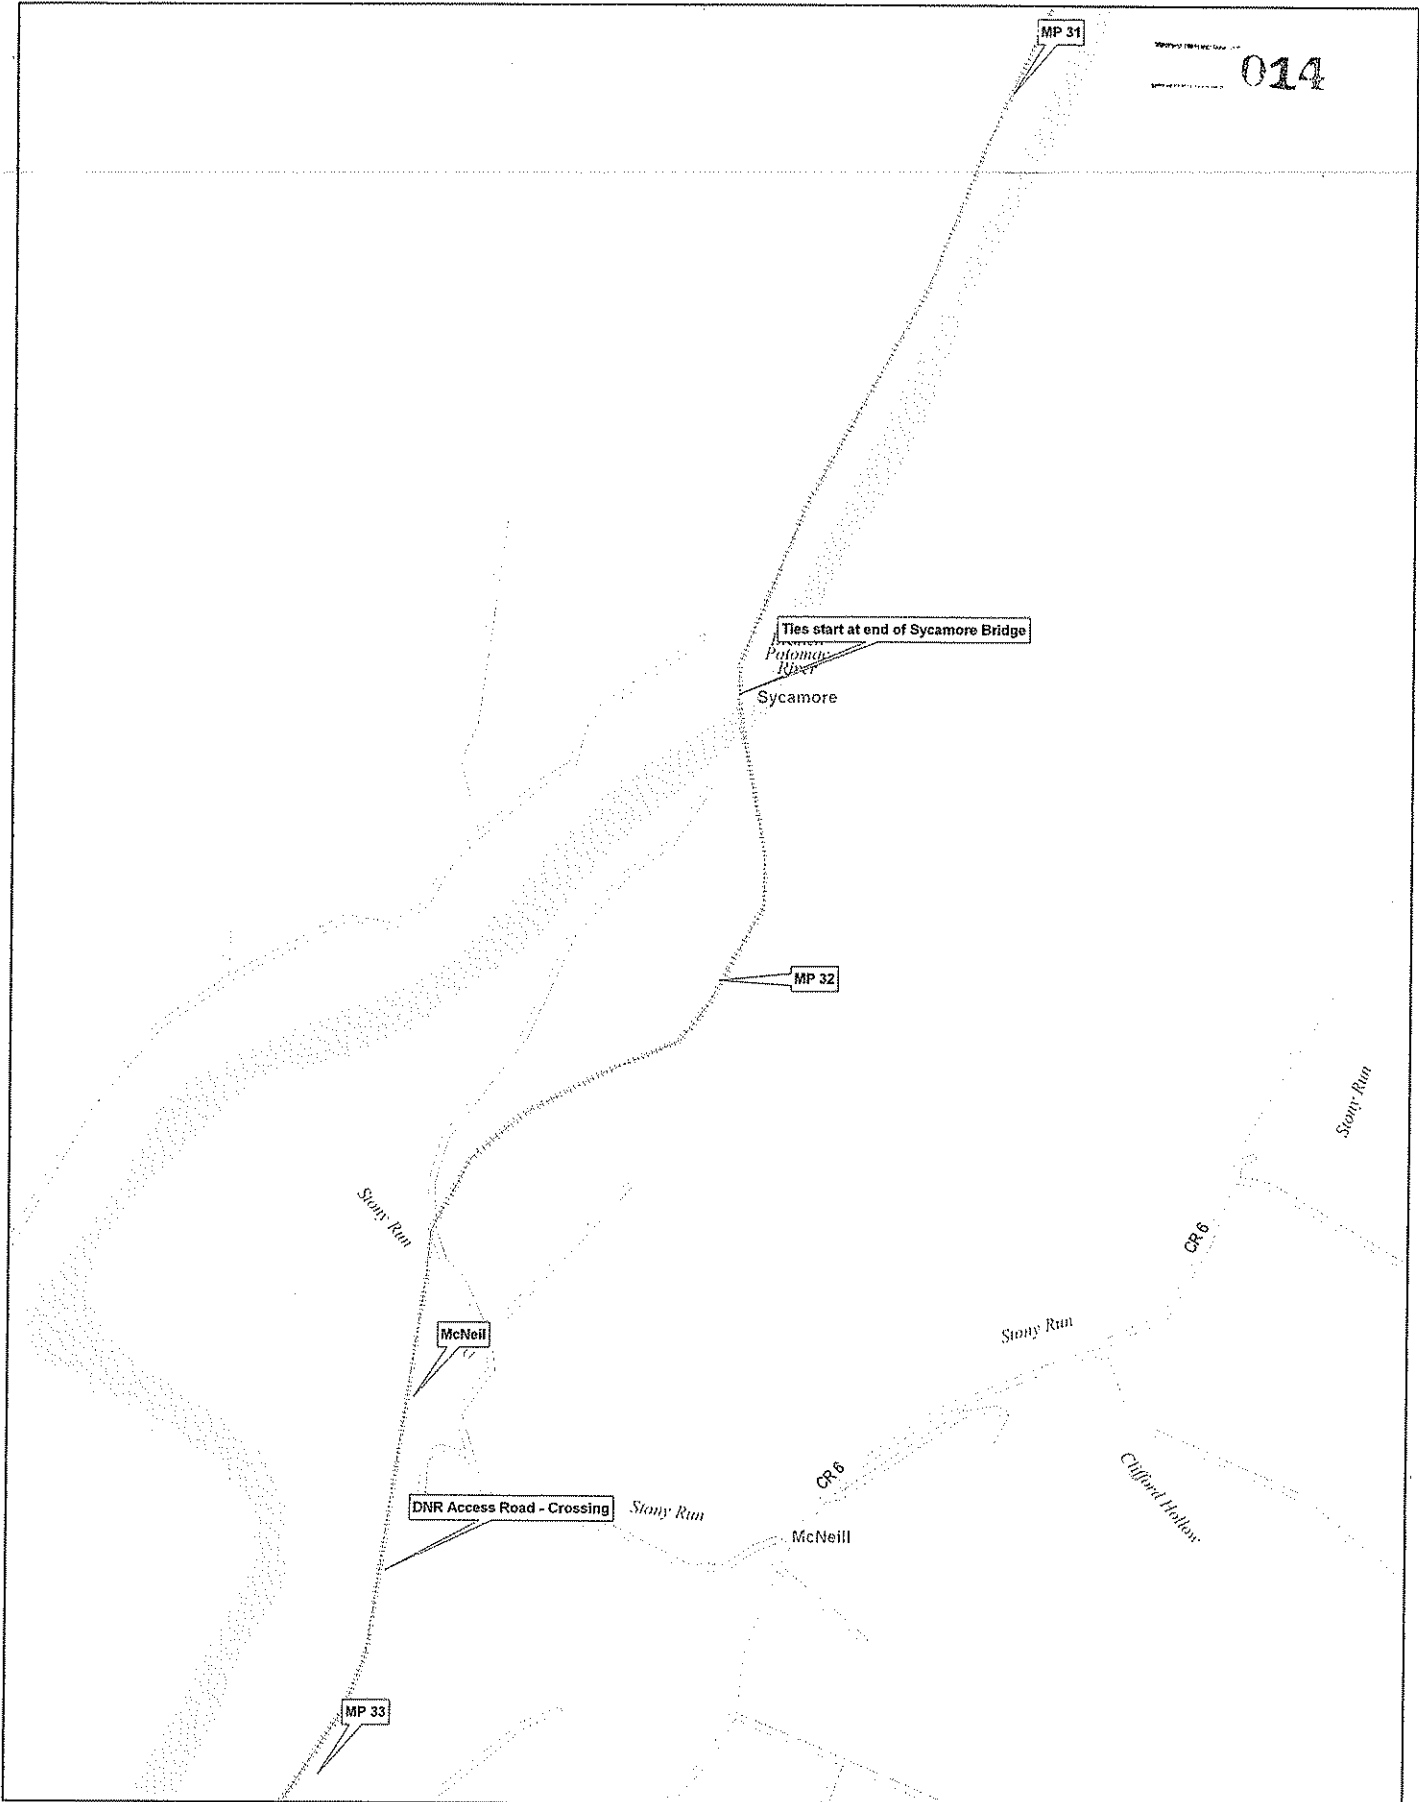 MP 31
014
Ties start at end of Sycamore Bridge
Potomac
River
Sycamore
MP 32
Stony Run
Stony Run
CR 6
Stony Run
McNeil
CR 6
Clifford Hollow
DNR Access Road - Crossing
Stony Run
McNeill
MP 33